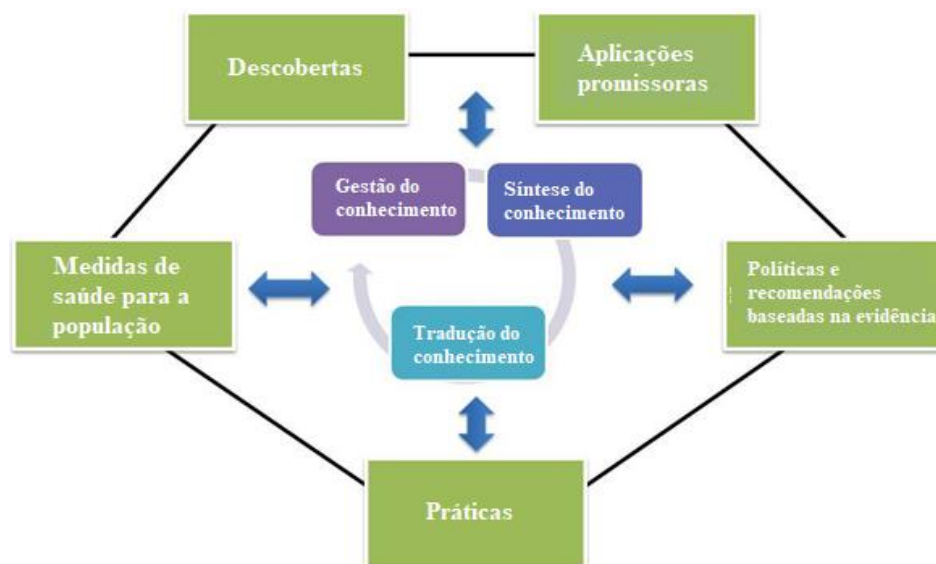 Descobertas
Aplicações
promissoras
Gestão do
conhecimento
Síntese do
conhecimento
Medidas de
saúde para a
população
Políticas e
recomendações
baseadas na evidência
Tradução do
conhecimento
Práticas